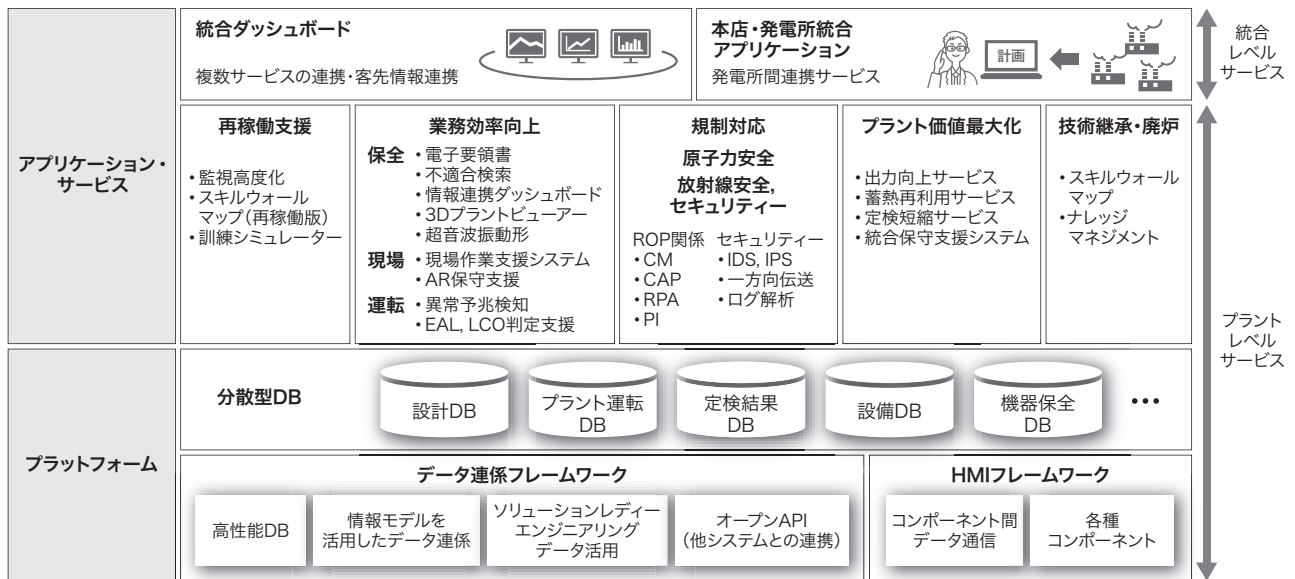 統合ダッシュボード
複数サービスの連携・客先情報連携
本店・発電所統合
アプリケーション
発電所間連携サービス
計画
統合
レベル
サービス
アプリケーション・
サービス
再稼働支援
・監視高度化
・スキルウォール
マップ（再稼働版）
・訓練シミュレーター
業務効率向上
保全 ・電子要領書
・不適合検索
・情報連携ダッシュボード
・3Dプラントビューアー
・超音波振動形
現場 ・現場作業支援システム
・AR保守支援
運転 ・異常予兆検知
・EAL, LCO判定支援
規制対応
原子力安全
放射線安全，
セキュリティー
ROP関係 セキュリティー
・CM ・IDS, IPS
・CAP ・一方向伝送
・RPA ・ログ解析
・PI
プラント価値最大化
・出力向上サービス
・蓄熱再利用サービス
・定検短縮サービス
・統合保守支援システム
技術継承・廃炉
・スキルウォール
マップ
・ナレッジ
マネジメント
プラント
レベル
サービス
プラットフォーム
分散型DB
設計DB
プラント運転
DB
定検結果
DB
設備DB
機器保全
DB
•••
データ連係フレームワーク
高性能DB
情報モデルを
活用したデータ連係
ソリューションレディー
エンジニアリング
データ活用
オープンAPI
（他システムとの連携）
HMIフレームワーク
コンポーネント間
データ通信
各種
コンポーネント